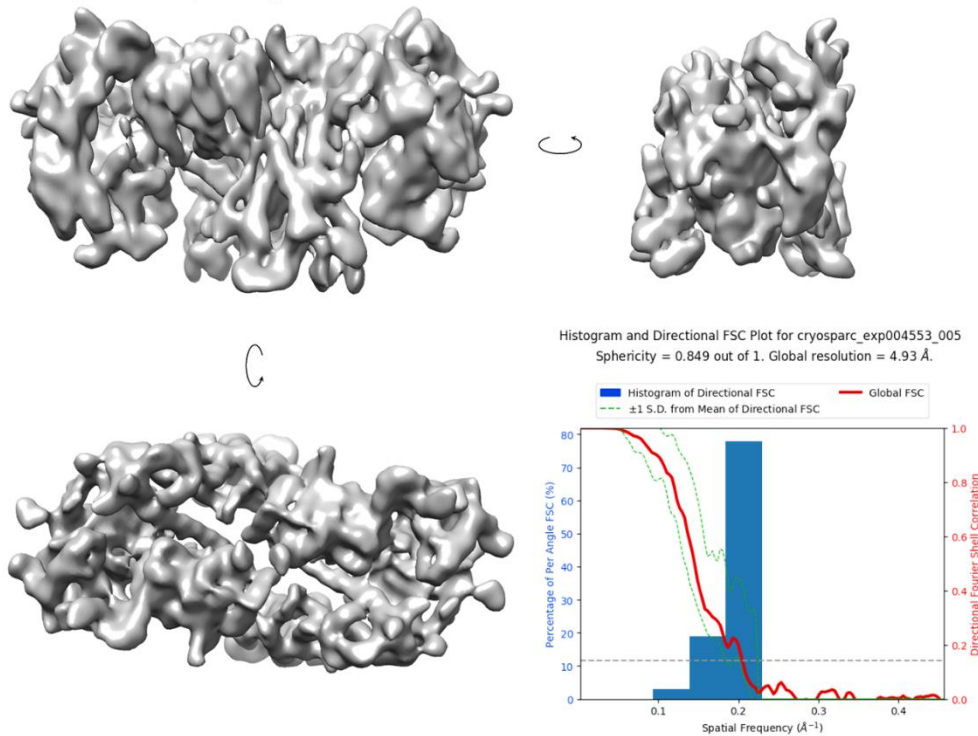 Histogram and Directional FSC Plot for cryosparc_exp004553_005
Sphericity = 0.849 out of 1. Global resolution = 4.93 Å.
Histogram of Directional FSC
Global FSC
±1 S.D. from Mean of Directional FSC
Percentage of Per Angle FSC (%)
80
70
60
50
40
30
20
10
0
1.0
0.8
0.6
0.4
0.2
0.0
Directional Fourier Shell Correlation
0.1
0.2
0.3
0.4
Spatial Frequency (Å⁻¹)